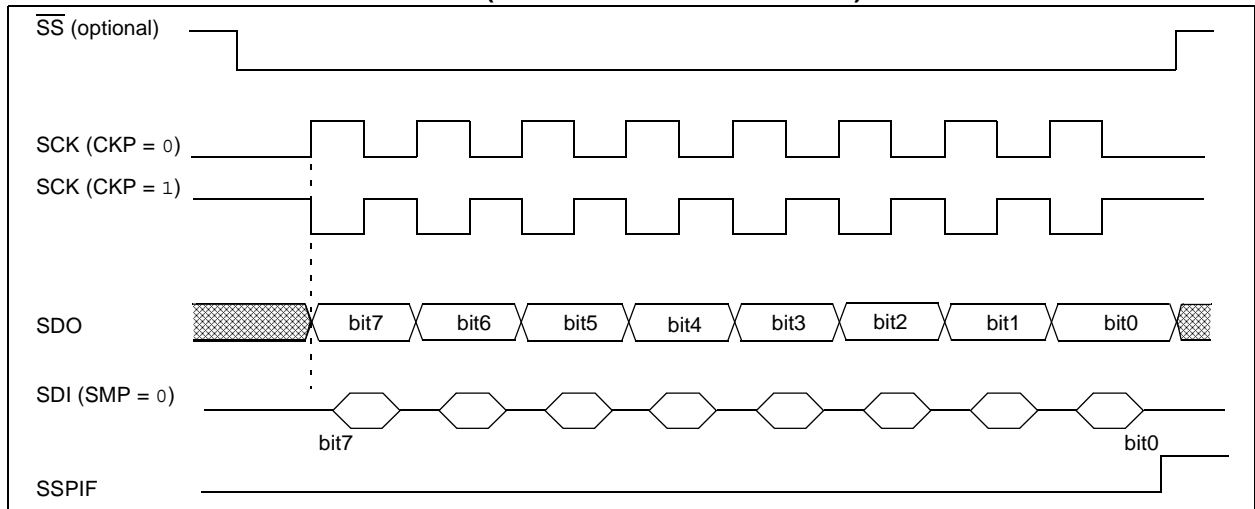 SS (optional)
SCK (CKP = 0)
SCK (CKP = 1)
SDO
bit7 bit6 bit5 bit4 bit3 bit2 bit1 bit0
SDI (SMP = 0)
bit7 bit0
SSPIF